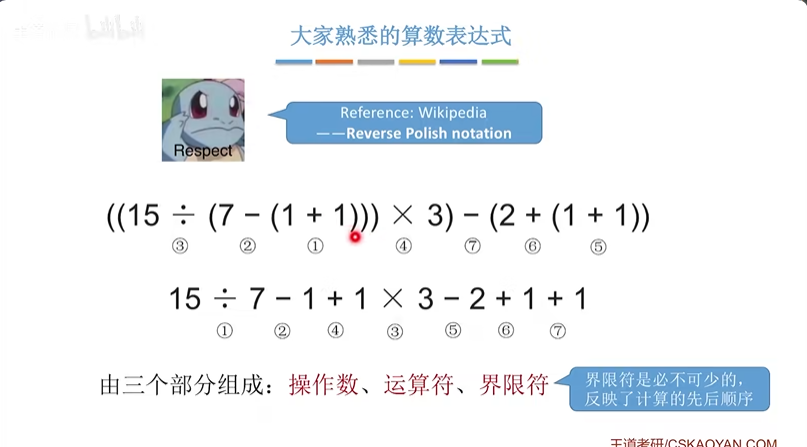 bilibili
大家熟悉的算数表达式
Reference: Wikipedia
——Reverse Polish notation
Respect
((15 ÷ (7 − (1 + 1))) × 3) − (2 + (1 + 1))
③ ② ① ④ ⑦ ⑥ ⑤
15 ÷ 7 − 1 + 1 × 3 − 2 + 1 + 1
① ② ④ ③ ⑤ ⑥ ⑦
由三个部分组成：操作数、运算符、界限符
界限符是必不可少的，
反映了计算的先后顺序
王道考研/CSKAOYAN.COM